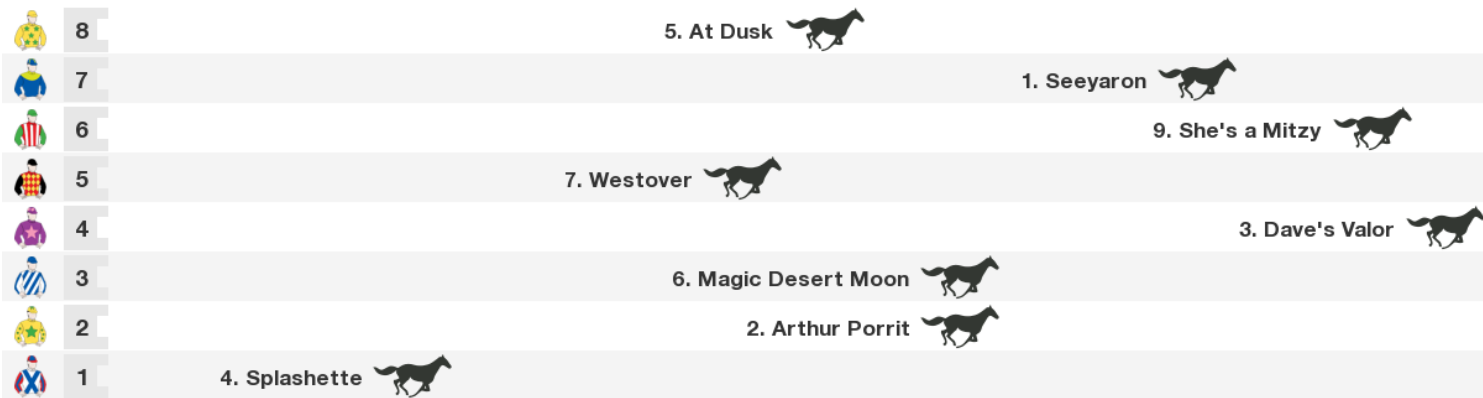 8 5. At Dusk
7 1. Seeyaron
6 9. She's a Mitzy
5 7. Westover
4 3. Dave's Valor
3 6. Magic Desert Moon
2 2. Arthur Porrit
1 4. Splashette